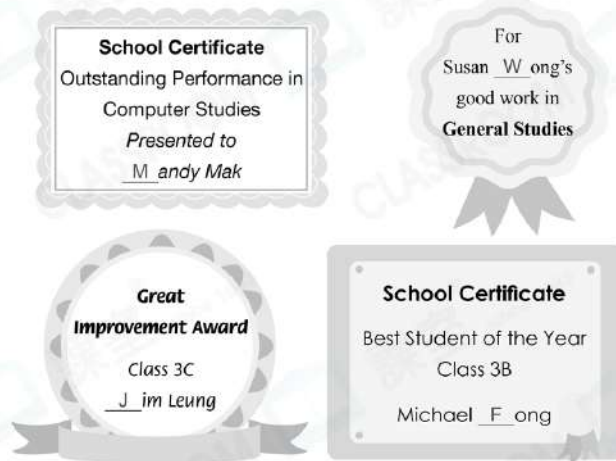 School Certificate
Outstanding Performance in
Computer Studies
Presented to
M andy Mak
For
Susan W ong's
good work in
General Studies
Great
Improvement Award
Class 3C
J im Leung
School Certificate
Best Student of the Year
Class 3B
Michael F ong